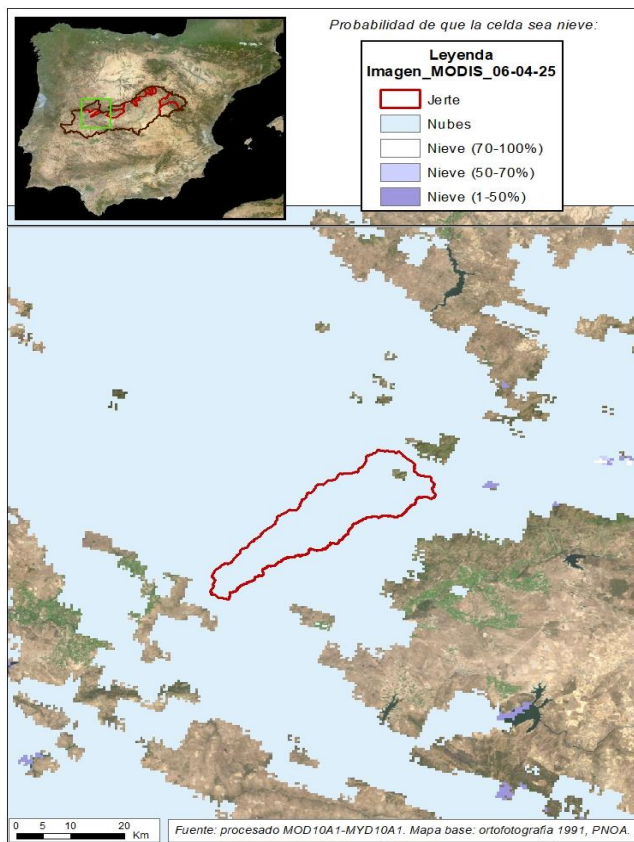 Probabilidad de que la celda sea nieve:
Leyenda
Imagen_MODIS_06-04-25
Jerte
Nubes
Nieve (70-100%)
Nieve (50-70%)
Nieve (1-50%)
0 5 10 20
Km
Fuente: procesado MOD10A1-MYD10A1. Mapa base: ortofotografia 1991, PNOA.